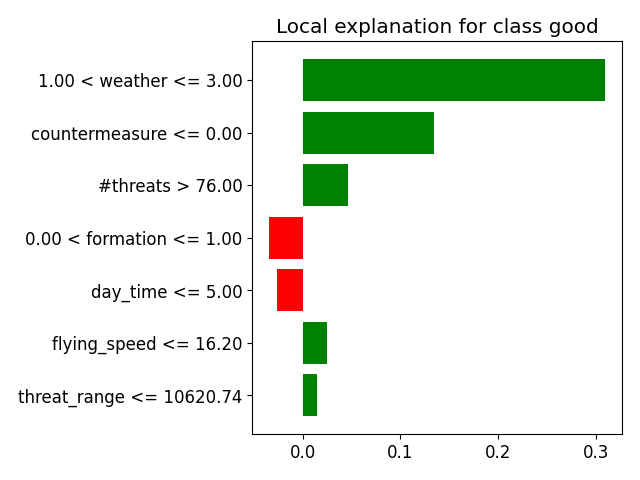 Local explanation for class good
1.00 < weather <= 3.00
countermeasure <= 0.00
#threats > 76.00
0.00 < formation <= 1.00
day_time <= 5.00
flying_speed <= 16.20
threat_range <= 10620.74
0.0 0.1 0.2 0.3